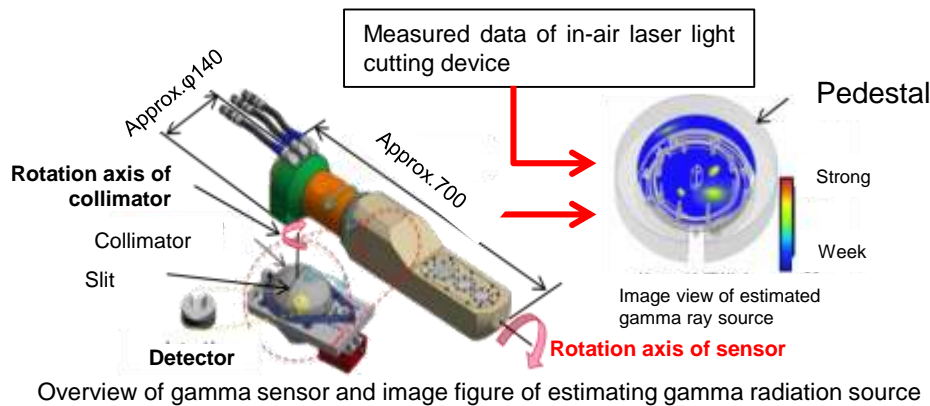 Measured data of in-air laser light
cutting device
Approx.φ140
Pedestal
Rotation axis of
collimator
Approx.700
Strong
Collimator
Slit
Week
Image view of estimated
gamma ray source
Detector
Rotation axis of sensor
Overview of gamma sensor and image figure of estimating gamma radiation source